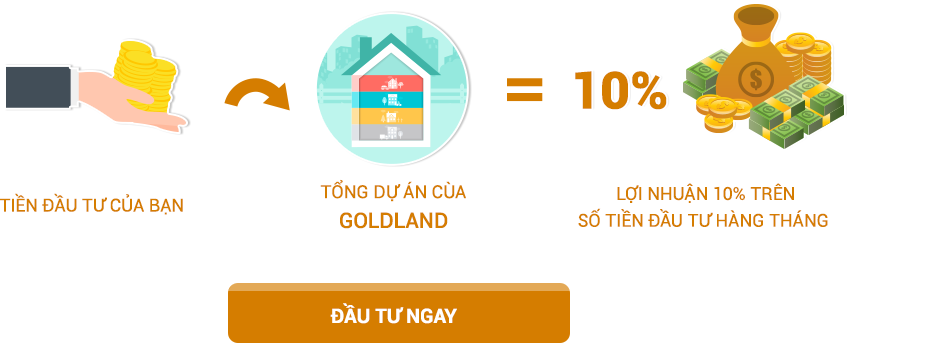 10%
TIỀN ĐẦU TƯ CỦA BẠN
TỔNG DỰ ÁN CÙA
GOLDLAND
LỢI NHUẬN 10% TRÊN
SỐ TIỀN ĐẦU TƯ HÀNG THÁNG
ĐẦU TƯ NGAY